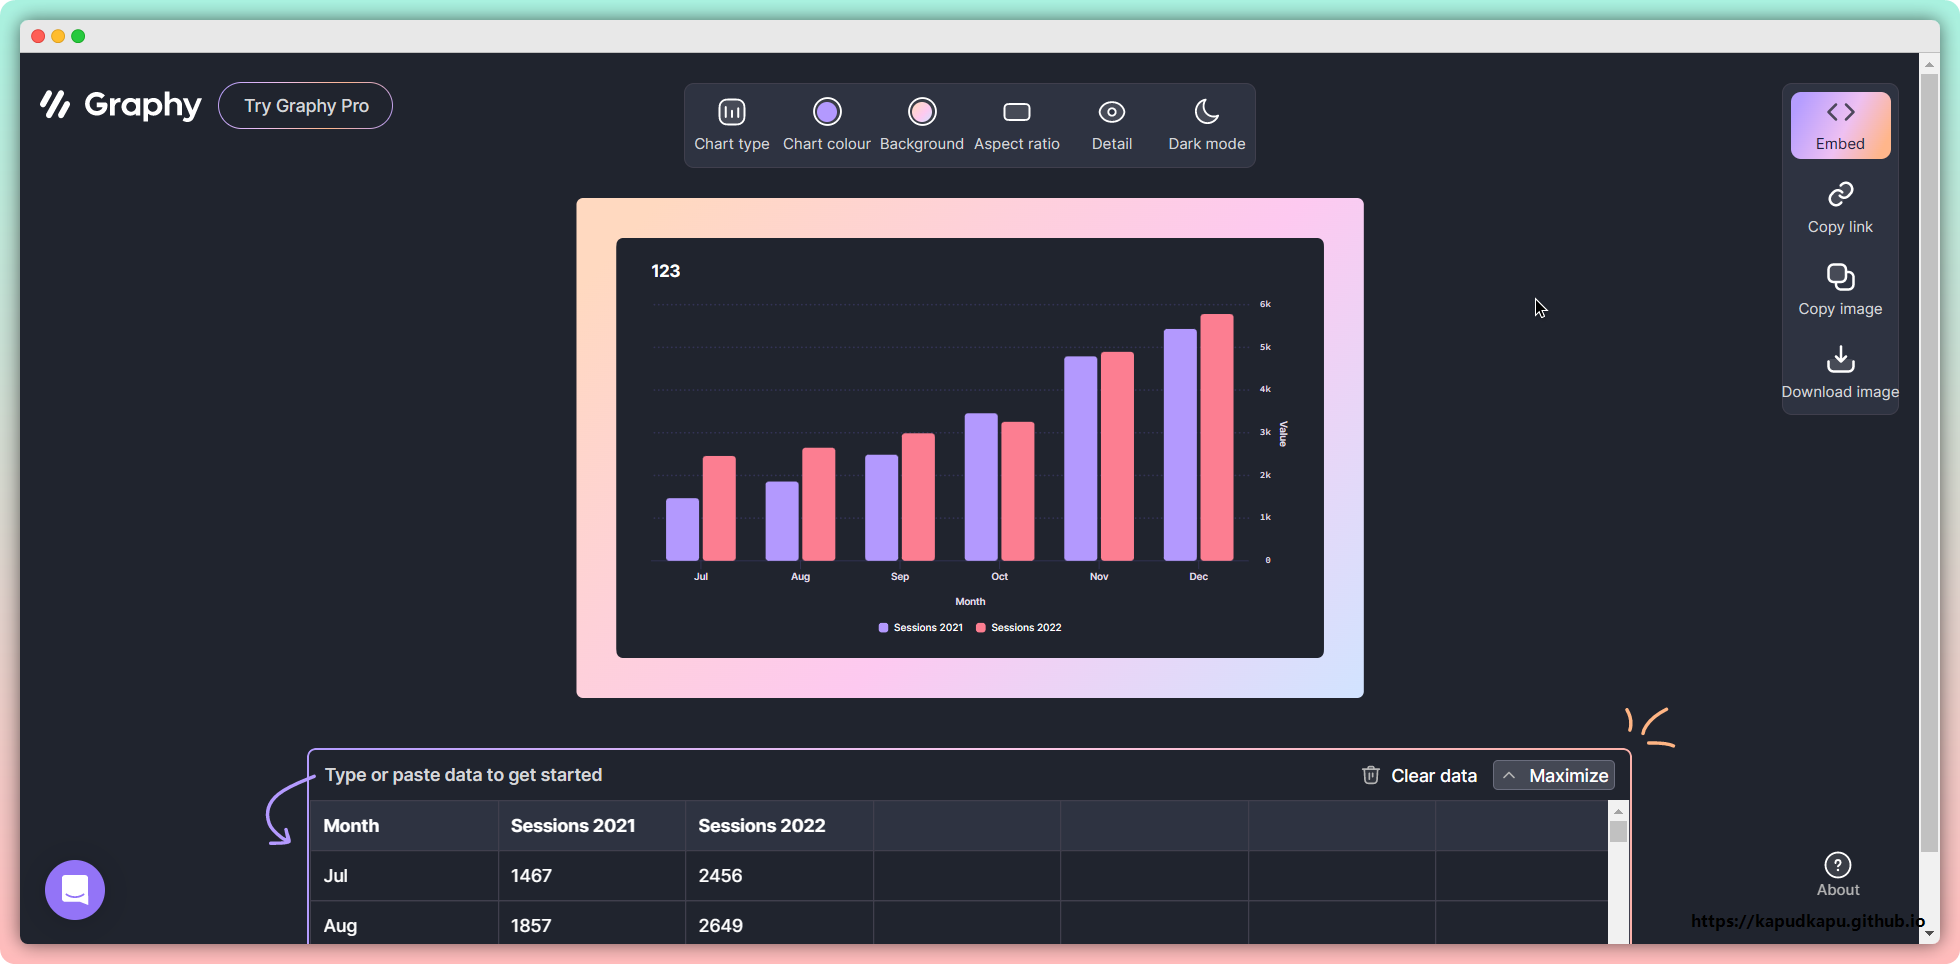 Graphy
Try Graphy Pro
Chart type
Chart colour
Background
Aspect ratio
Detail
Dark mode
Embed
Copy link
Copy image
Download image
123
6k
5k
4k
3k
2k
1k
0
Value
Jul
Aug
Sep
Oct
Nov
Dec
Month
Sessions 2021
Sessions 2022
Type or paste data to get started
Clear data
Maximize
Month Sessions 2021 Sessions 2022
Jul 1467 2456
Aug 1857 2649
About
https://kapudkapu.github.io